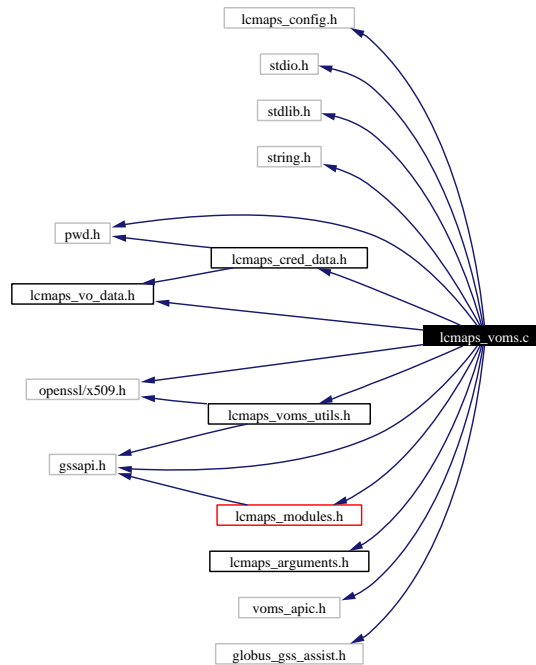 lcmaps_config.h
stdio.h
stdlib.h
string.h
pwd.h
lcmaps_cred_data.h
lcmaps_vo_data.h
lcmaps_voms.c
openssl/x509.h
lcmaps_voms_utils.h
gssapi.h
lcmaps_modules.h
lcmaps_arguments.h
voms_apic.h
globus_gss_assist.h